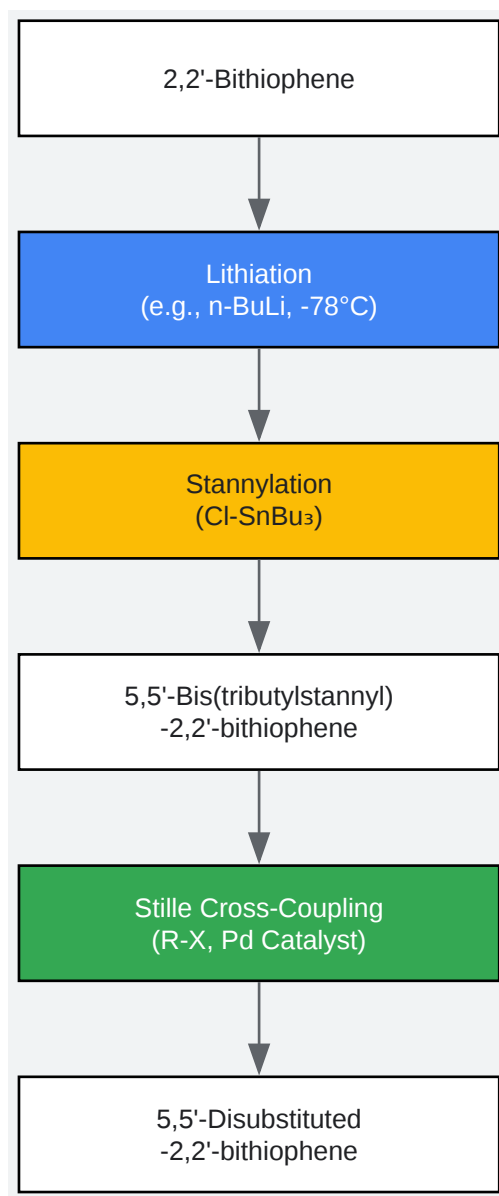 2,2'-Bithiophene
Lithiation
(e.g., n-BuLi, -78°C)
Stannylation
(Cl-SnBu₃)
5,5'-Bis(tributylstannyl)
-2,2'-bithiophene
Stille Cross-Coupling
(R-X, Pd Catalyst)
5,5'-Disubstituted
-2,2'-bithiophene